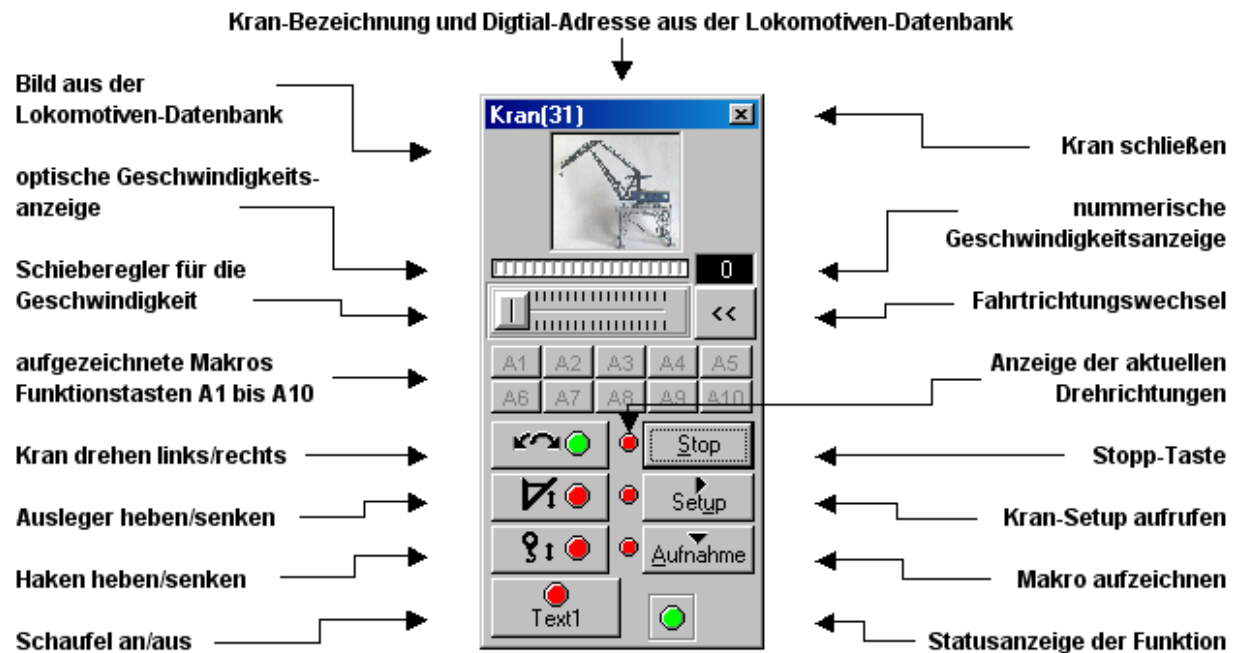 Kran-Bezeichnung und Digtial-Adresse aus der Lokomotiven-Datenbank
Bild aus der
Lokomotiven-Datenbank
optische Geschwindigkeits-
anzeige
Schieberegler für die
Geschwindigkeit
aufgezeichnete Makros
Funktionstasten A1 bis A10
Kran drehen links/rechts
Ausleger heben/senken
Haken heben/senken
Schaufel an/aus
Kran(31)
0
<<
A1 A2 A3 A4 A5
A6 A7 A8 A9 A10
Stop
Setup
Aufnahme
Text1
Kran schließen
nummerische
Geschwindigkeitsanzeige
Fahrtrichtungswechsel
Anzeige der aktuellen
Drehrichtungen
Stopp-Taste
Kran-Setup aufrufen
Makro aufzeichnen
Statusanzeige der Funktion